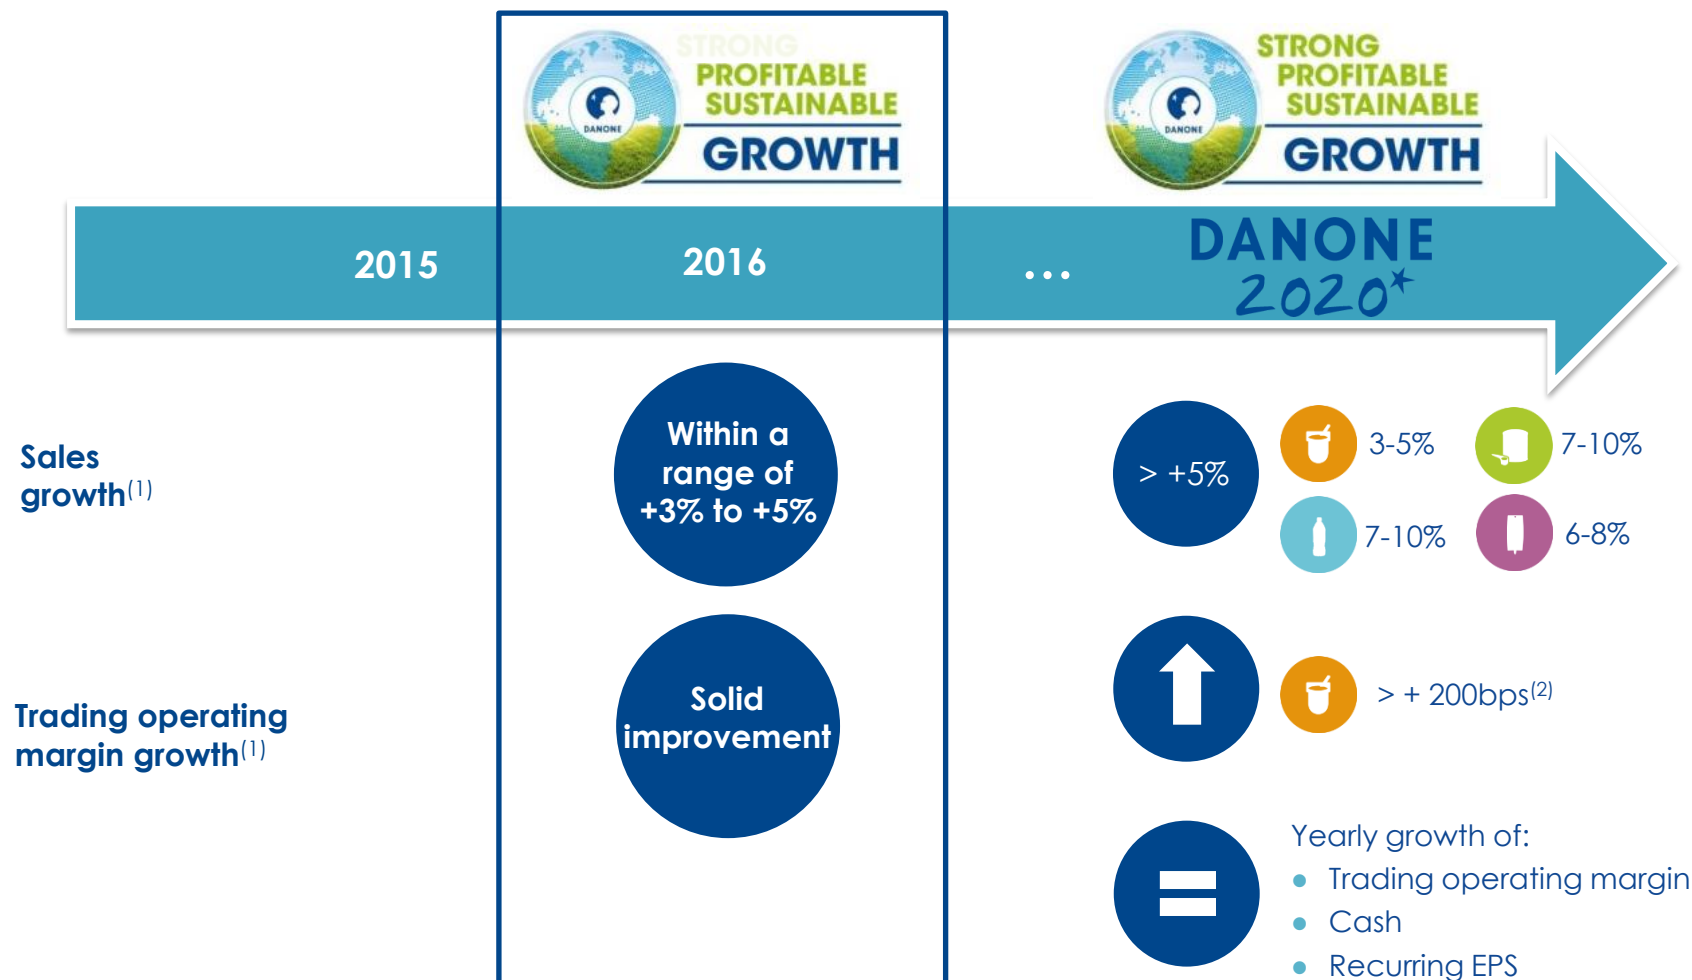 STRONG
PROFITABLE
SUSTAINABLE
GROWTH
DANONE
STRONG
PROFITABLE
SUSTAINABLE
GROWTH
DANONE
2015
2016
...
DANONE
2020*
Sales
growth(1)
Within a
range of
+3% to +5%
> +5%
3-5%
7-10%
7-10%
6-8%
Trading operating
margin growth(1)
Solid
improvement
> + 200bps(2)
Yearly growth of:
• Trading operating margin
• Cash
• Recurring EPS